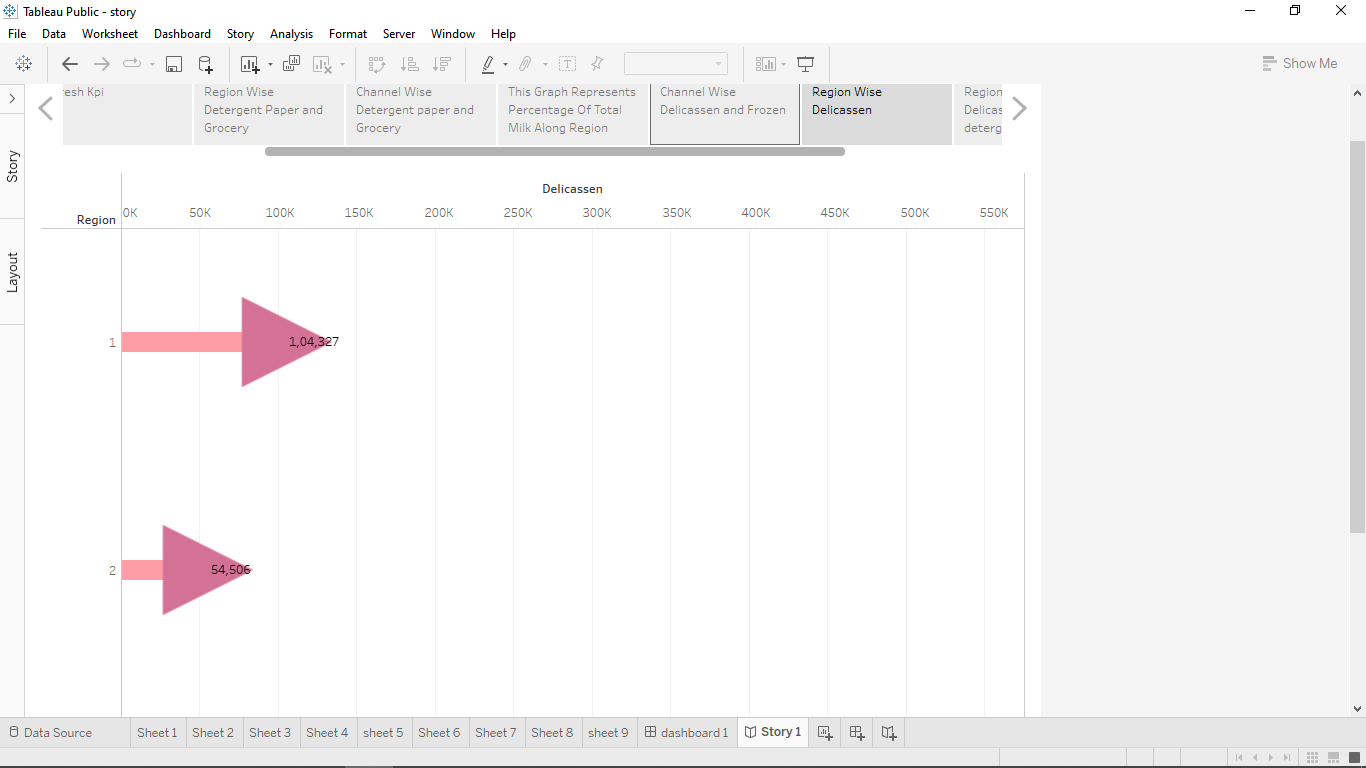 Tableau Public - story
File Data Worksheet Dashboard Story Analysis Format Server Window Help
Show Me
esh Kpi
Region Wise
Detergent Paper and
Grocery
Channel Wise
Detergent paper and
Grocery
This Graph Represents
Percentage Of Total
Milk Along Region
Channel Wise
Delicassen and Frozen
Region Wise
Delicassen
Region
Delicas
deterg
Story
Layout
Delicassen
Region
0K 50K 100K 150K 200K 250K 300K 350K 400K 450K 500K 550K
1
1,04,327
2
54,506
Data Source Sheet 1 Sheet 2 Sheet 3 Sheet 4 sheet 5 Sheet 6 Sheet 7 Sheet 8 sheet 9 dashboard 1 Story 1